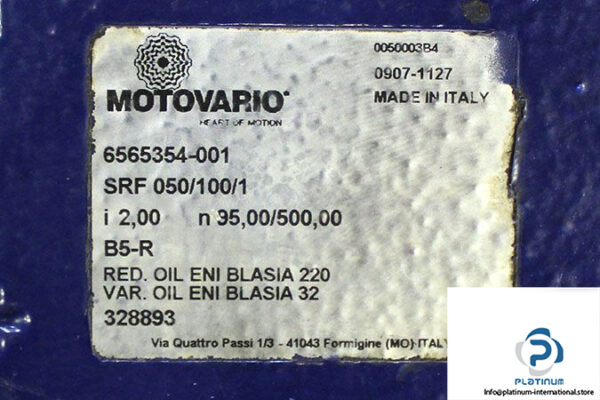 0050003B4
0907-1127
MADE IN ITALY
MOTOVARIO
HEART OF MOTION
6565354-001
SRF 050/100/1
i 2,00 n 95,00/500,00
B5-R
RED. OIL ENI BLASIA 220
VAR. OIL ENI BLASIA 32
328893
Via Quattro Passi 1/3 - 41043 Formigine (MO) ITALY
PLATINUM
Info@platinum-international.store